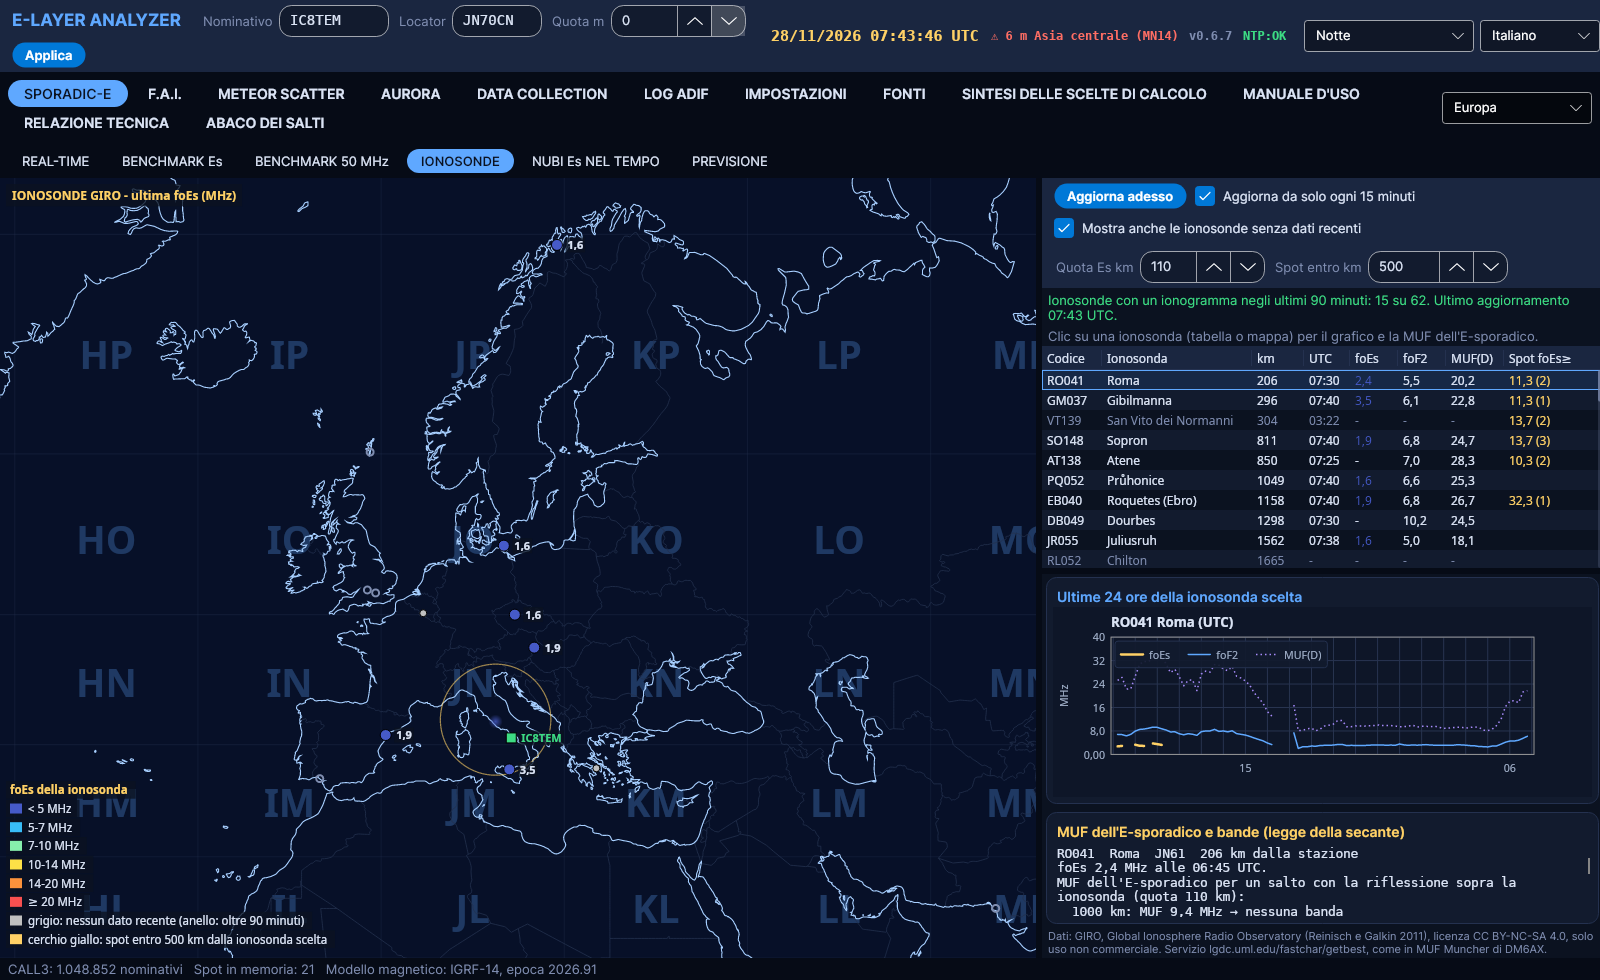 E-LAYER ANALYZER
Nominativo IC8TEM Locator JN70CN Quota m 0
28/11/2026 07:43:46 UTC ⚠ 6 m Asia centrale (MN14) v0.6.7 NTP:OK Notte Italiano
Applica
SPORADIC-E F.A.I. METEOR SCATTER AURORA DATA COLLECTION LOG ADIF IMPOSTAZIONI FONTI SINTESI DELLE SCELTE DI CALCOLO MANUALE D'USO
RELAZIONE TECNICA ABACO DEI SALTI
Europa
REAL-TIME BENCHMARK Es BENCHMARK 50 MHz IONOSONDE NUBI Es NEL TEMPO PREVISIONE
IONOSONDE GIRO - ultima foEs (MHz)
1,6
HP IP JP KP LP
HO IO KO LO
1,6
1,6
1,9
HN IN JN KN LN
1,9
IC8TEM
3,5
HM IM JM KM LM
JL KL
foEs della ionosonda
< 5 MHz
5-7 MHz
7-10 MHz
10-14 MHz
14-20 MHz
≥ 20 MHz
grigio: nessun dato recente (anello: oltre 90 minuti)
cerchio giallo: spot entro 500 km dalla ionosonda scelta
Aggiorna adesso Aggiorna da solo ogni 15 minuti
Mostra anche le ionosonde senza dati recenti
Quota Es km 110 Spot entro km 500
Ionosonde con un ionogramma negli ultimi 90 minuti: 15 su 62. Ultimo aggiornamento
07:43 UTC.
Clic su una ionosonda (tabella o mappa) per il grafico e la MUF dell'E-sporadico.
Codice Ionosonda km UTC foEs foF2 MUF(D) Spot foEs≥
RO041 Roma 206 07:30 2,4 5,5 20,2 11,3 (2)
GM037 Gibilmanna 296 07:40 3,5 6,1 22,8 11,3 (1)
VT139 San Vito dei Normanni 304 03:22 - - - 13,7 (2)
SO148 Sopron 811 07:40 1,9 6,8 24,7 13,7 (3)
AT138 Atene 850 07:25 - 7,0 28,3 10,3 (2)
PQ052 Průhonice 1049 07:40 1,6 6,6 25,3
EB040 Roquetes (Ebro) 1158 07:40 1,9 6,8 26,7 32,3 (1)
DB049 Dourbes 1298 07:30 - 10,2 24,5
JR055 Juliusruh 1562 07:38 1,6 5,0 18,1
RL052 Chilton 1665 - - - -
Ultime 24 ore della ionosonda scelta
RO041 Roma (UTC)
foEs foF2 MUF(D)
MHz
40
32
24
16
8,0
0,00
15 06
MUF dell'E-sporadico e bande (legge della secante)
RO041 Roma JN61 206 km dalla stazione
foEs 2,4 MHz alle 06:45 UTC.
MUF dell'E-sporadico per un salto con la riflessione sopra la
ionosonda (quota 110 km):
1000 km: MUF 9,4 MHz → nessuna banda
Dati: GIRO, Global Ionosphere Radio Observatory (Reinisch e Galkin 2011), licenza CC BY-NC-SA 4.0, solo
uso non commerciale. Servizio lgdc.uml.edu/fastchar/getbest, come in MUF Muncher di DM6AX.
CALL3: 1.048.852 nominativi Spot in memoria: 21 Modello magnetico: IGRF-14, epoca 2026.91